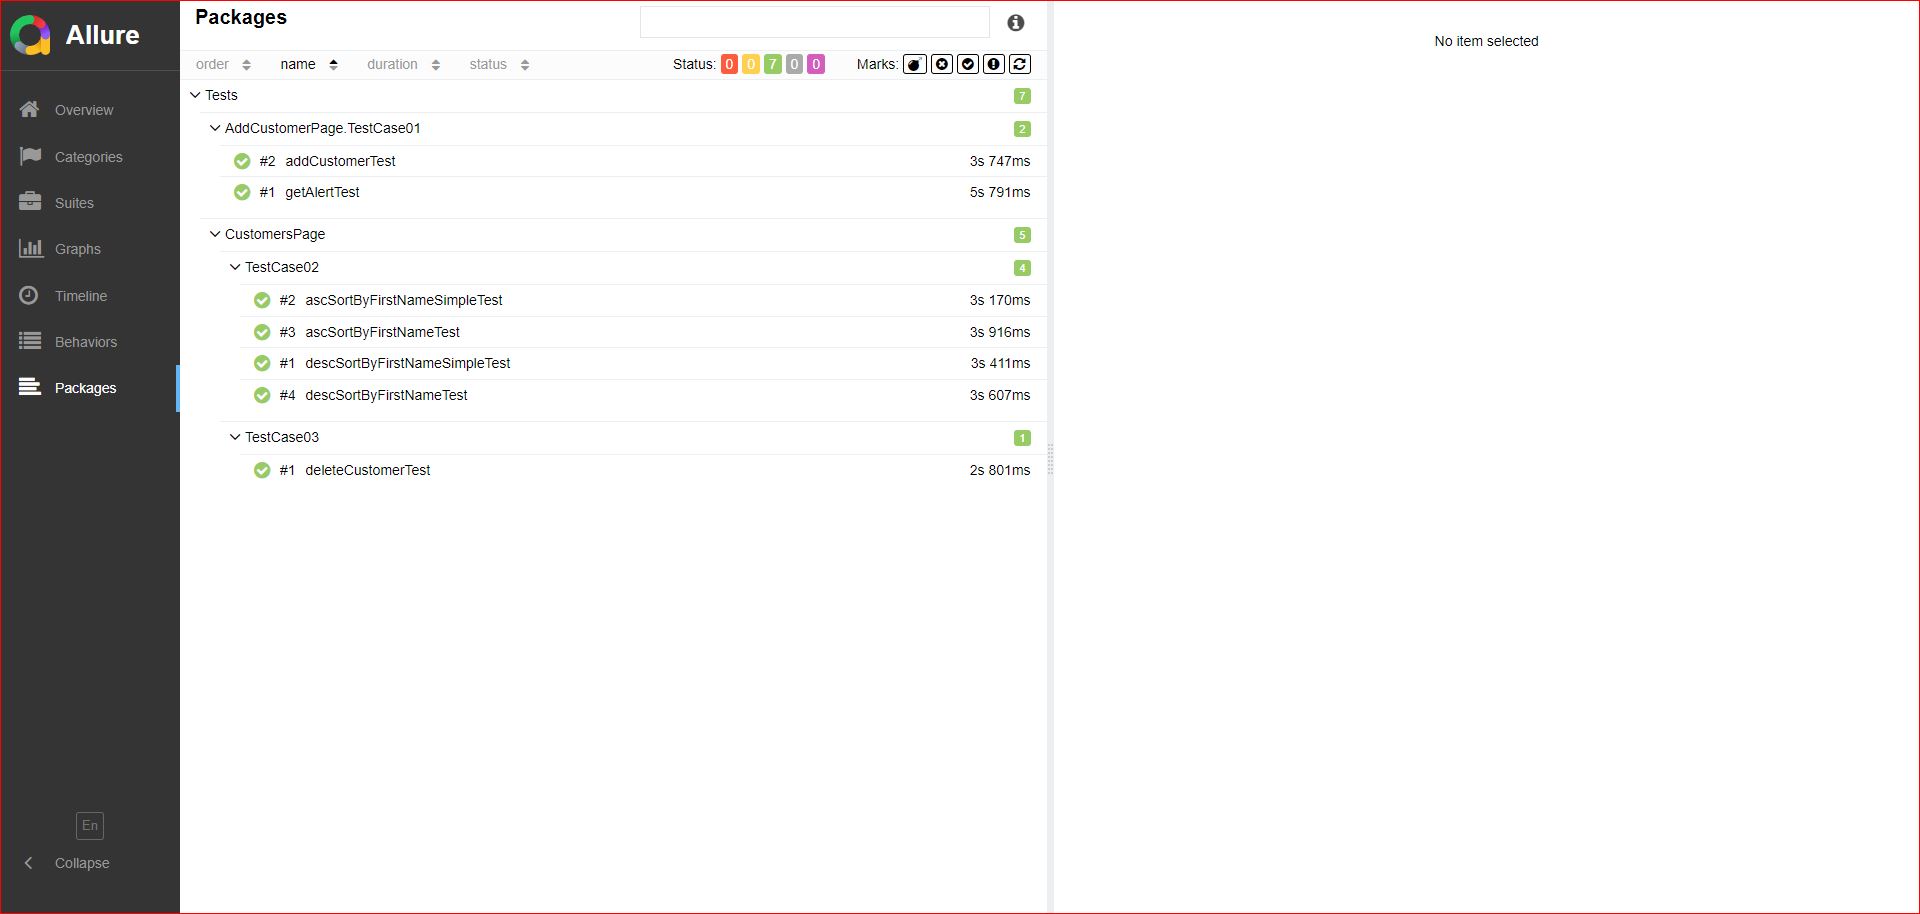 Allure
Overview
Categories
Suites
Graphs
Timeline
Behaviors
Packages
En
Collapse
Packages
order name duration status Status: 0 0 7 0 0 Marks:
Tests 7
AddCustomerPage.TestCase01 2
#2 addCustomerTest 3s 747ms
#1 getAlertTest 5s 791ms
CustomersPage 5
TestCase02 4
#2 ascSortByFirstNameSimpleTest 3s 170ms
#3 ascSortByFirstNameTest 3s 916ms
#1 descSortByFirstNameSimpleTest 3s 411ms
#4 descSortByFirstNameTest 3s 607ms
TestCase03 1
#1 deleteCustomerTest 2s 801ms
No item selected